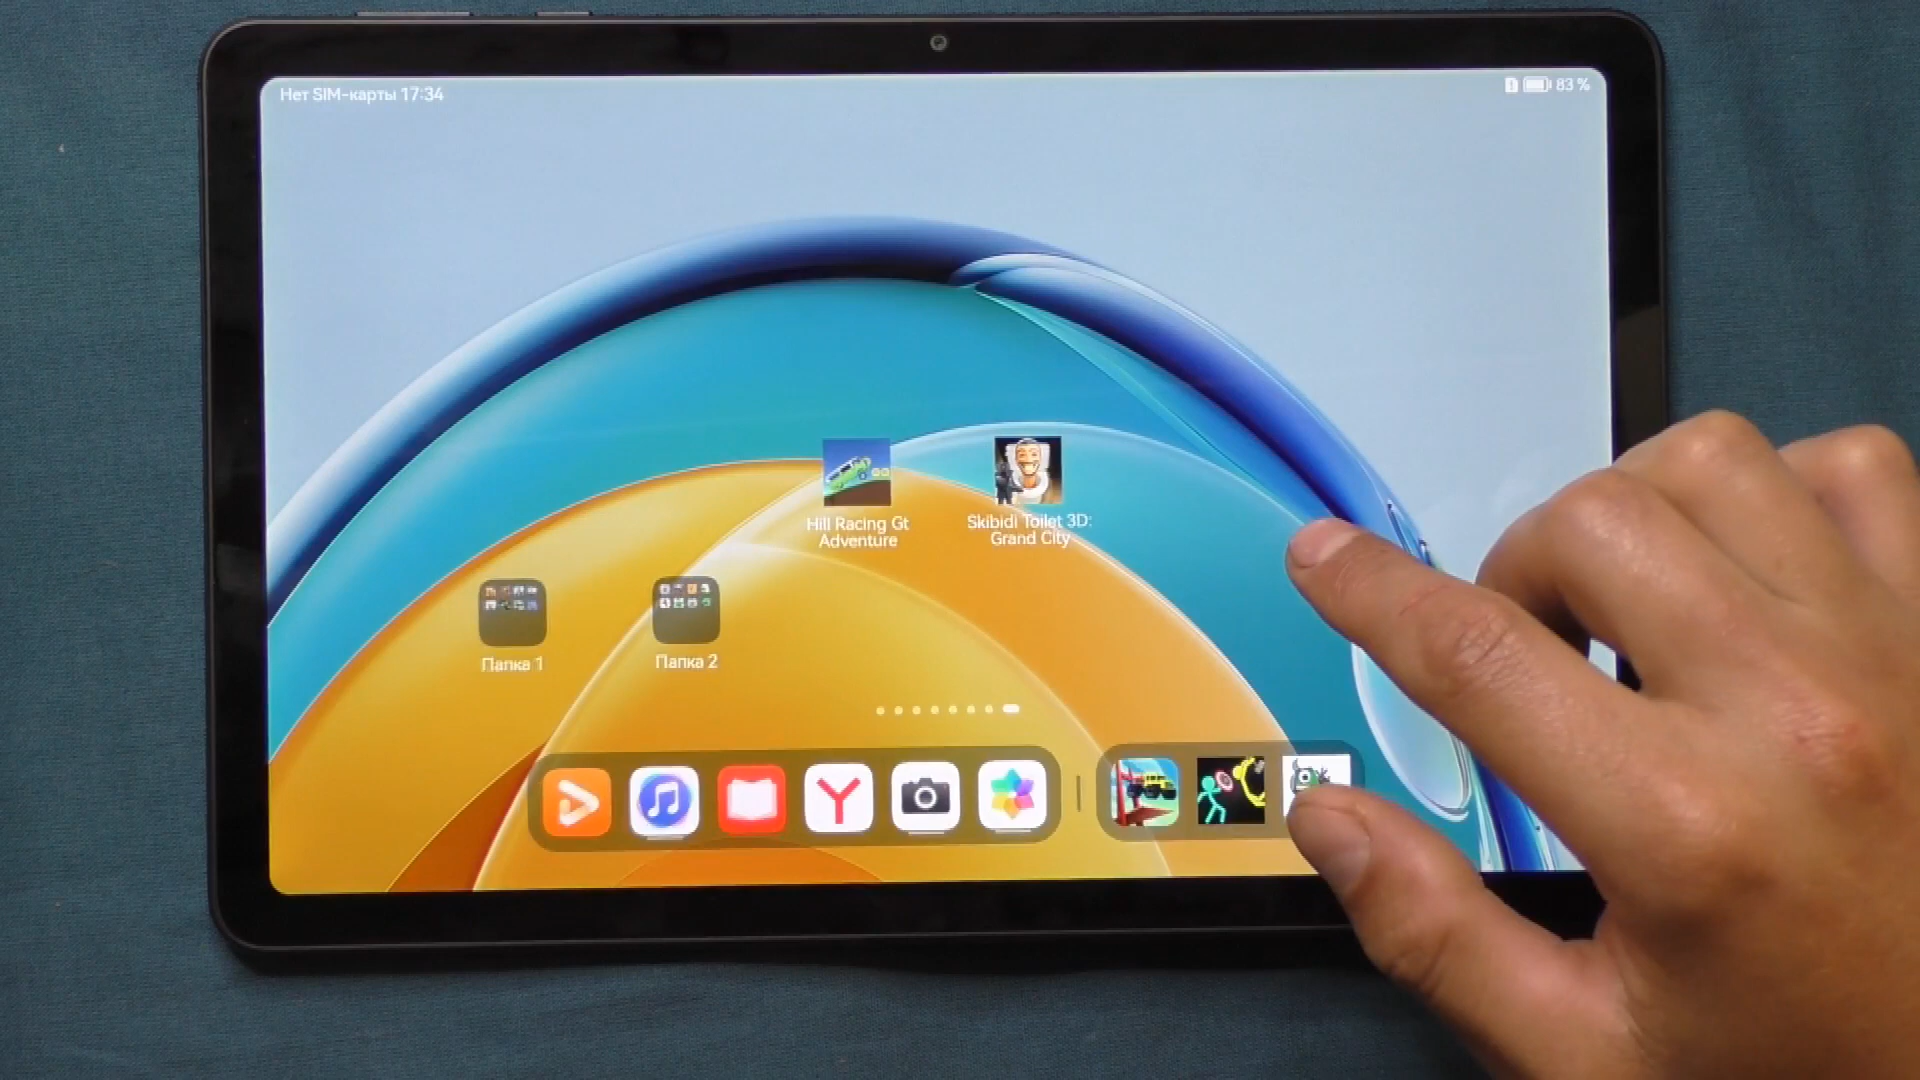 Нет SIM-карты 17:34
83 %
Hill Racing Gt
Adventure
Skibidi Toilet 3D:
Grand City
Папка 1
Папка 2